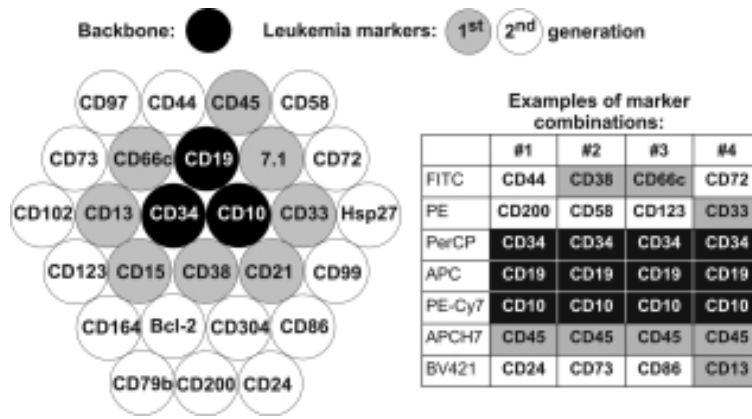 Backbone: Leukemia markers: 1st 2nd generation
CD97 CD44 CD45 CD58
CD73 CD66c CD19 7.1 CD72
CD102 CD13 CD34 CD10 CD33 Hsp27
CD123 CD15 CD38 CD21 CD99
CD164 Bcl-2 CD304 CD86
CD79b CD200 CD24
Examples of marker
combinations:
#1 #2 #3 #4
FITC CD44 CD38 CD66c CD72
PE CD200 CD58 CD123 CD33
PerCP CD34 CD34 CD34 CD34
APC CD19 CD19 CD19 CD19
PE-Cy7 CD10 CD10 CD10 CD10
APCH7 CD45 CD45 CD45 CD45
BV421 CD24 CD73 CD86 CD13